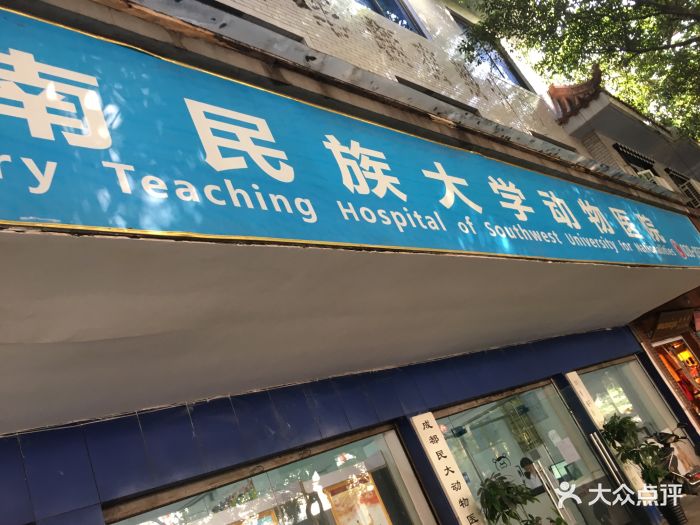 南民族大学动物医院
ry Teaching Hospital of Southwest University for Nationalities
成都民大动物医
大众点评